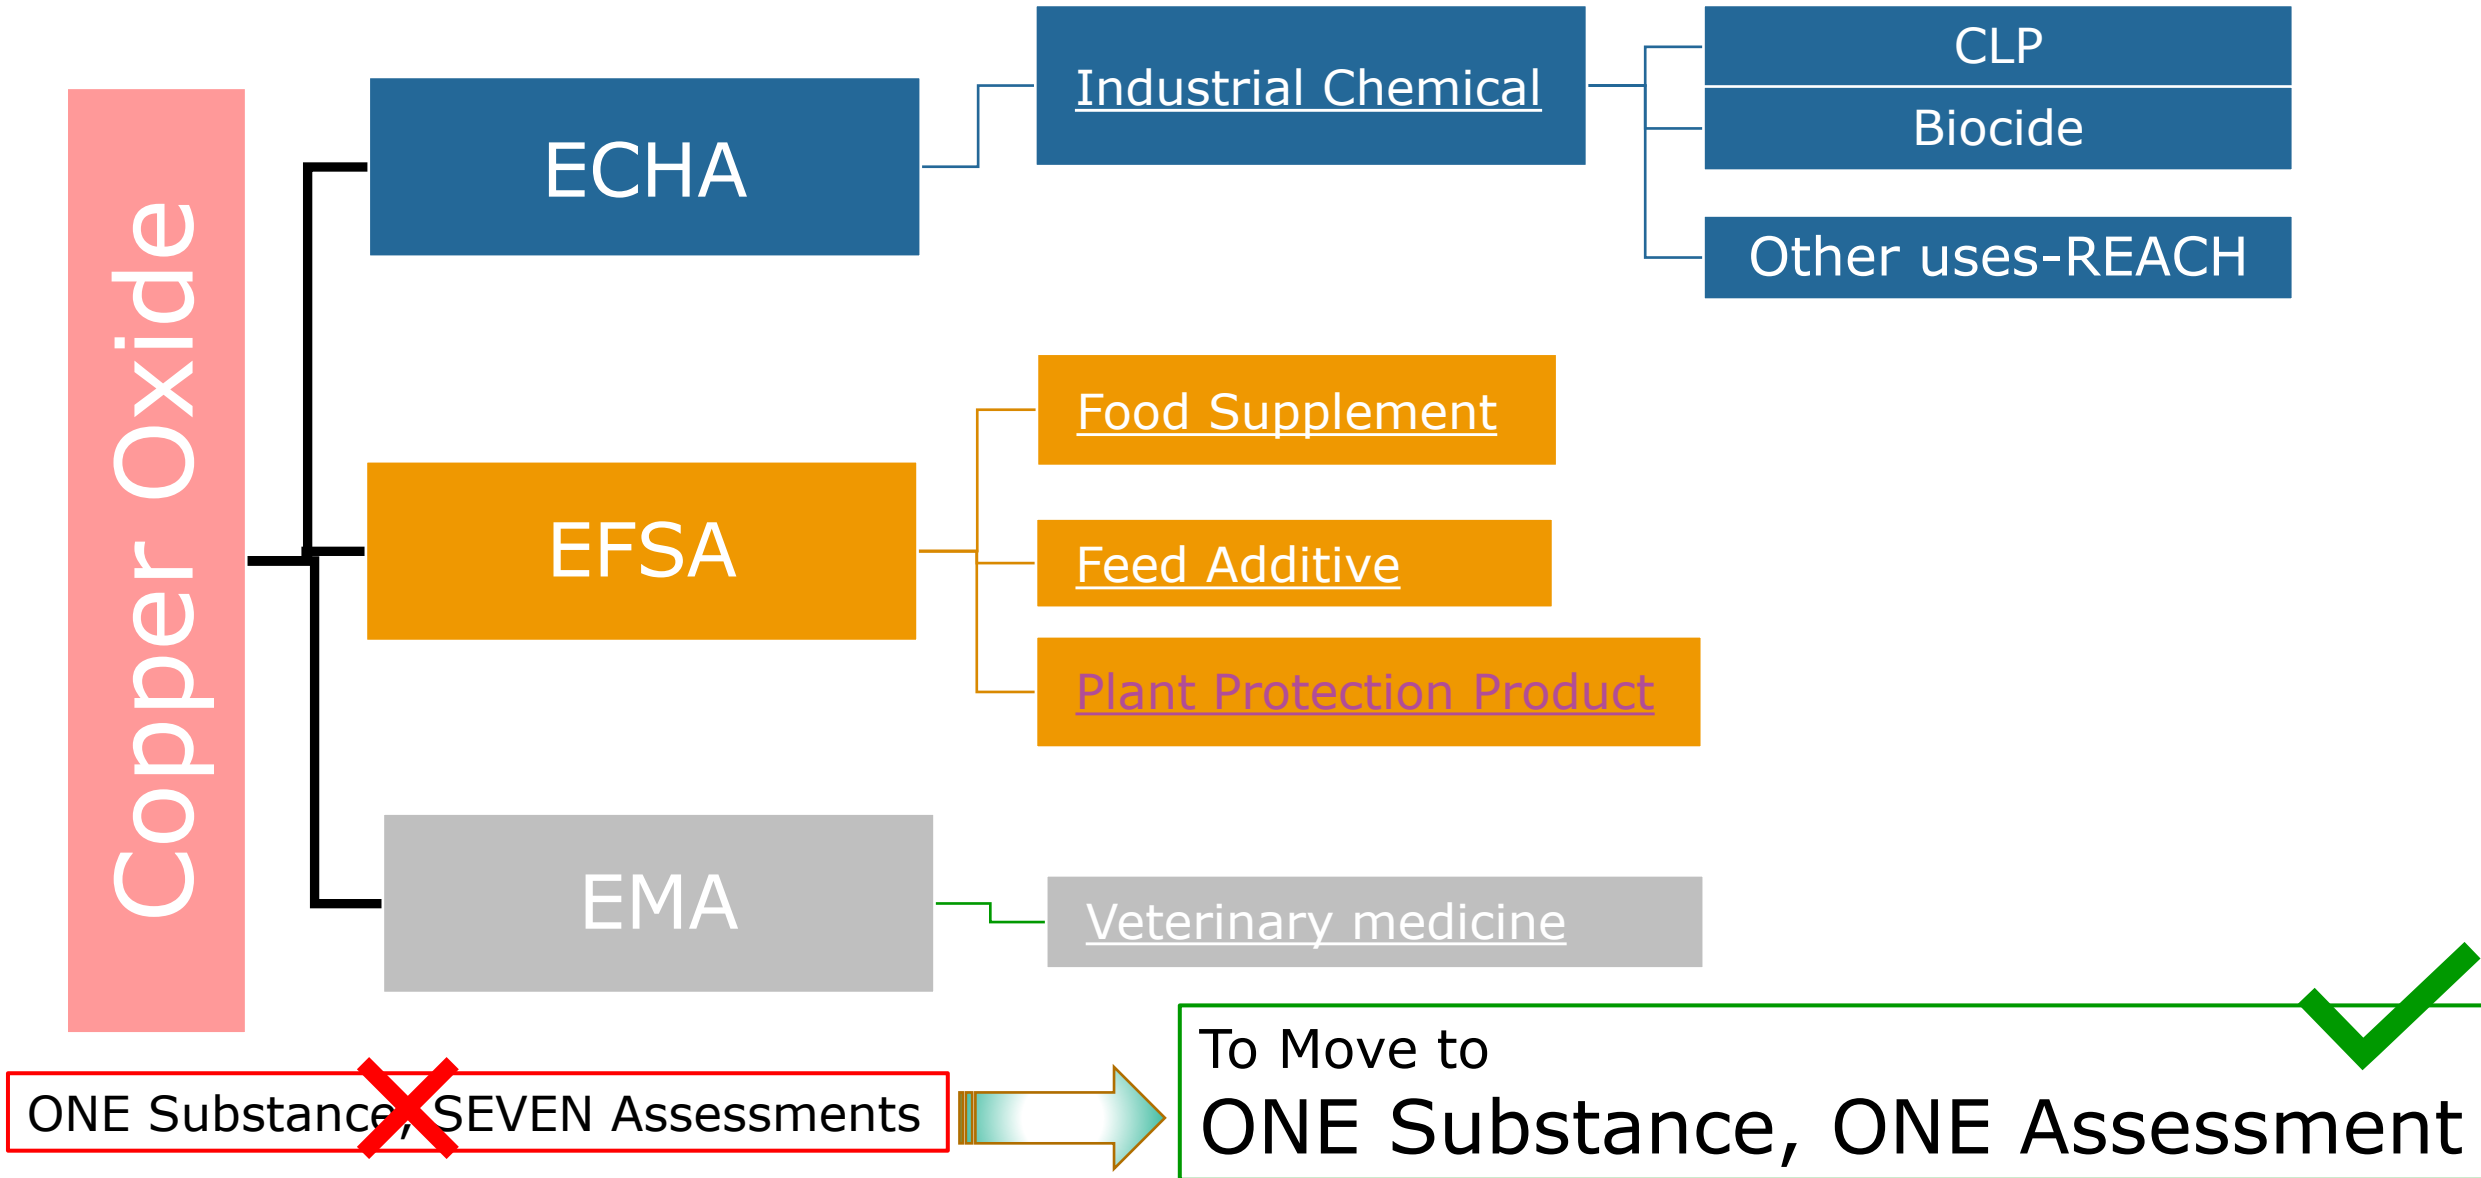 Copper Oxide
ECHA
Industrial Chemical
CLP
Biocide
Other uses-REACH
EFSA
Food Supplement
Feed Additive
Plant Protection Product
EMA
Veterinary medicine
ONE Substance, SEVEN Assessments
To Move to
ONE Substance, ONE Assessment